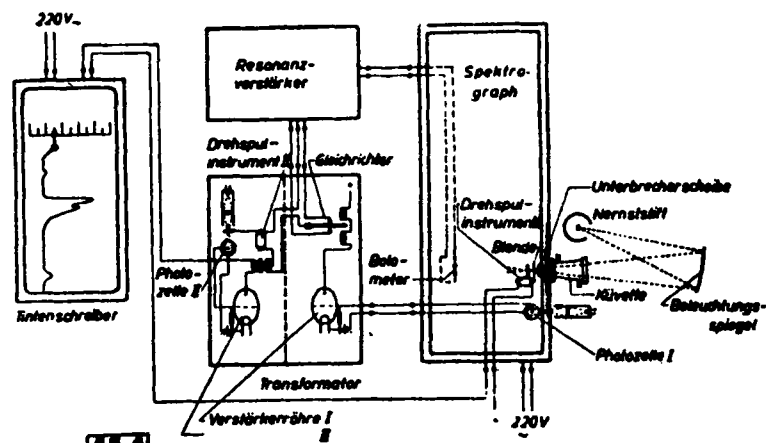 220V~
Resonanz-
verstärker
Spektro-
graph
Drehspul-
instrument II
Gleichrichter
Unterbrecherscheibe
Drehspul-
instrument I
Nernststift
Blende
Photo-
zelle II
Bolo-
meter
Küvette
Beleuchtungs-
spiegel
Tintenschreiber
Photozelle I
Transformator
Verstärkerröhre I
II
220V
~